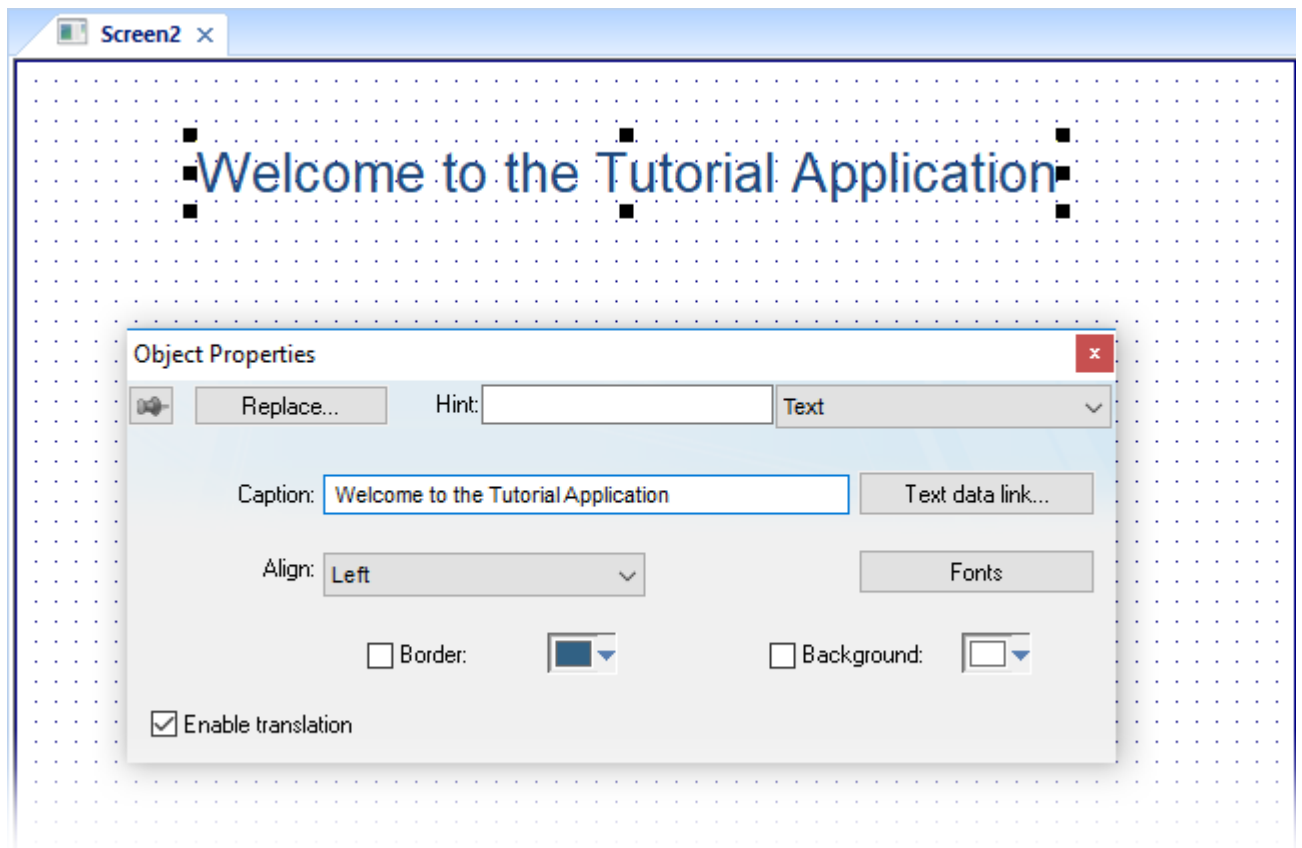 Screen2
Welcome to the Tutorial Application
Object Properties
Replace... Hint: Text
Caption: Welcome to the Tutorial Application Text data link...
Align: Left Fonts
Border: Background:
Enable translation